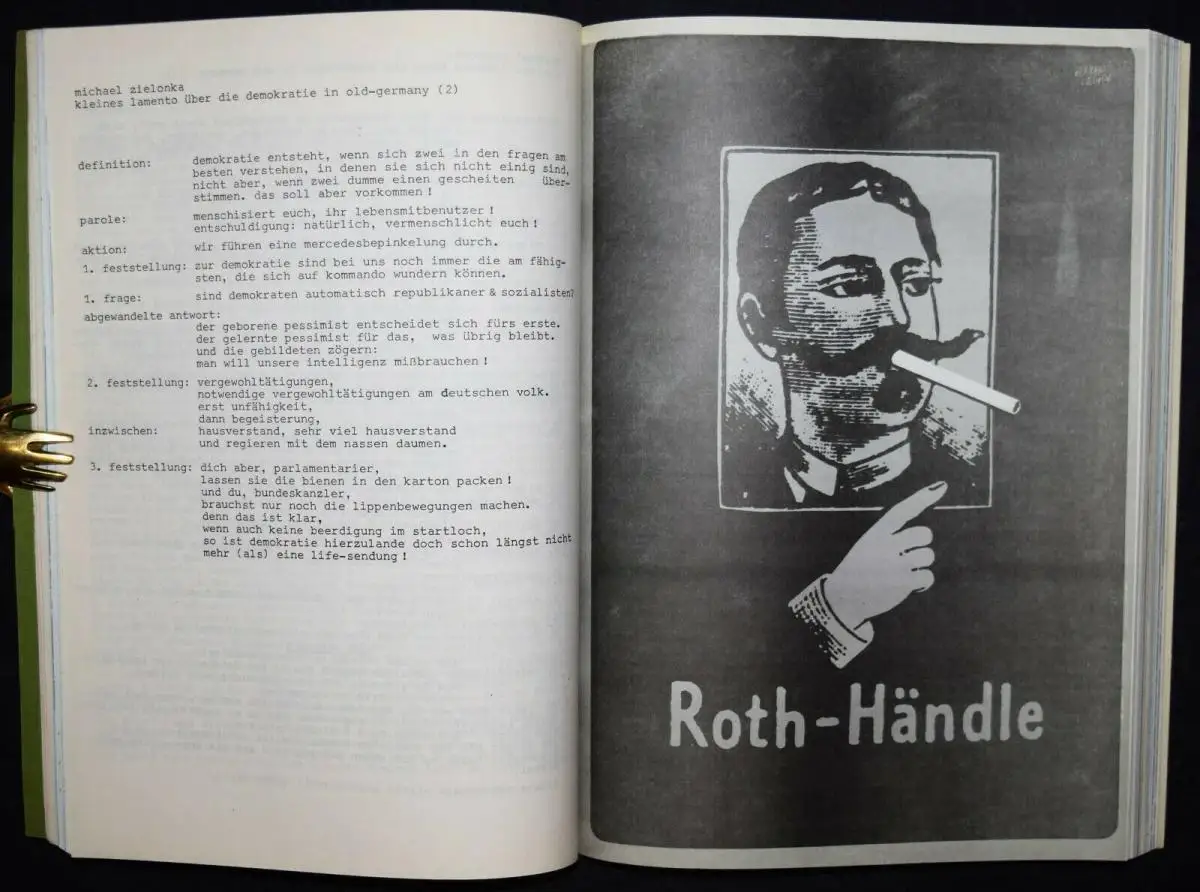 michael zielonka
kleines lamento über die demokratie in old-germany (2)
definition: demokratie entsteht, wenn sich zwei in den fragen am
besten verstehen, in denen sie sich nicht einig sind,
nicht aber, wenn zwei dumme einen gescheiten über-
stimmen. das soll aber vorkommen !
parole: menschisiert euch, ihr lebensmitbenutzer !
entschuldigung: natürlich, vermenschlicht euch !
aktion: wir führen eine mercedesbepinkelung durch.
1. feststellung: zur demokratie sind bei uns noch immer die am fähig-
sten, die sich auf kommando wundern können.
1. frage: sind demokraten automatisch republikaner & sozialisten?
abgewandelte antwort:
der geborene pessimist entscheidet sich fürs erste.
der gelernte pessimist für das, was übrig bleibt.
und die gebildeten zögern:
man will unsere intelligenz mißbrauchen !
2. feststellung: vergewohltätigungen,
notwendige vergewohltätigungen am deutschen volk.
erst unfähigkeit,
dann begeisterung,
inzwischen: hausverstand, sehr viel hausverstand
und regieren mit dem nassen daumen.
3. feststellung: dich aber, parlamentarier,
lassen sie die bienen in den karton packen !
und du, bundeskanzler,
brauchst nur noch die lippenbewegungen machen.
denn das ist klar,
wenn auch keine beerdigung im startloch,
so ist demokratie hierzulande doch schon längst nicht
mehr (als) eine life-sendung !
Roth-Händle